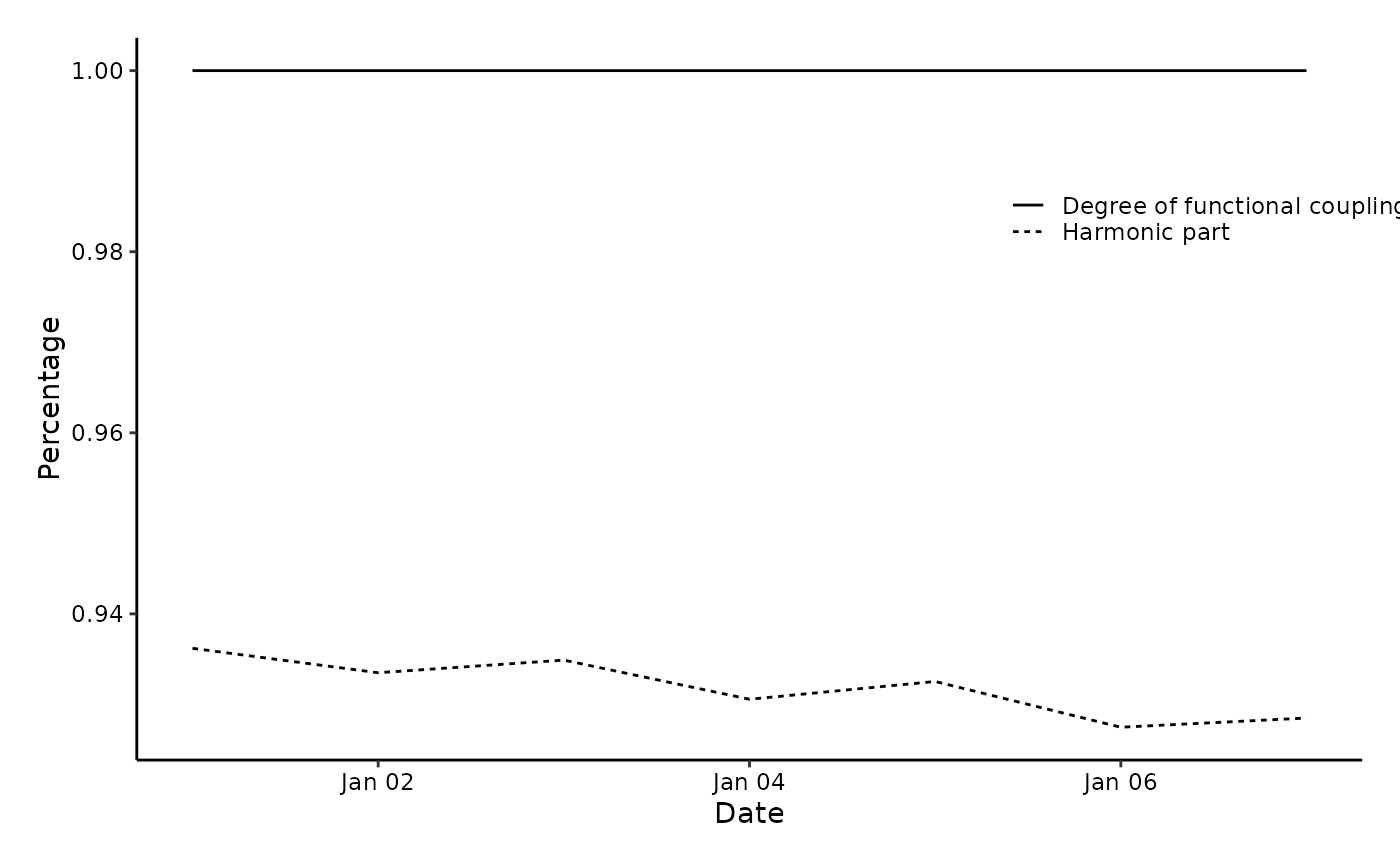 1.00
0.98
0.96
0.94
Percentage
Degree of functional coupling
Harmonic part
Jan 02
Jan 04
Jan 06
Date